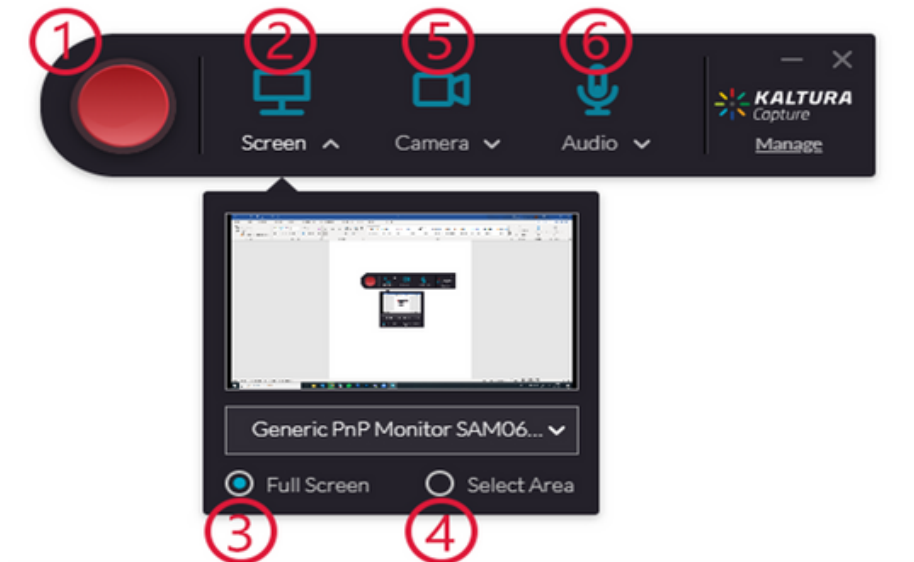 1 2 5 6
KALTURA
Capture
Screen Camera Audio Manage
Generic PnP Monitor SAM06...
Full Screen Select Area
3 4